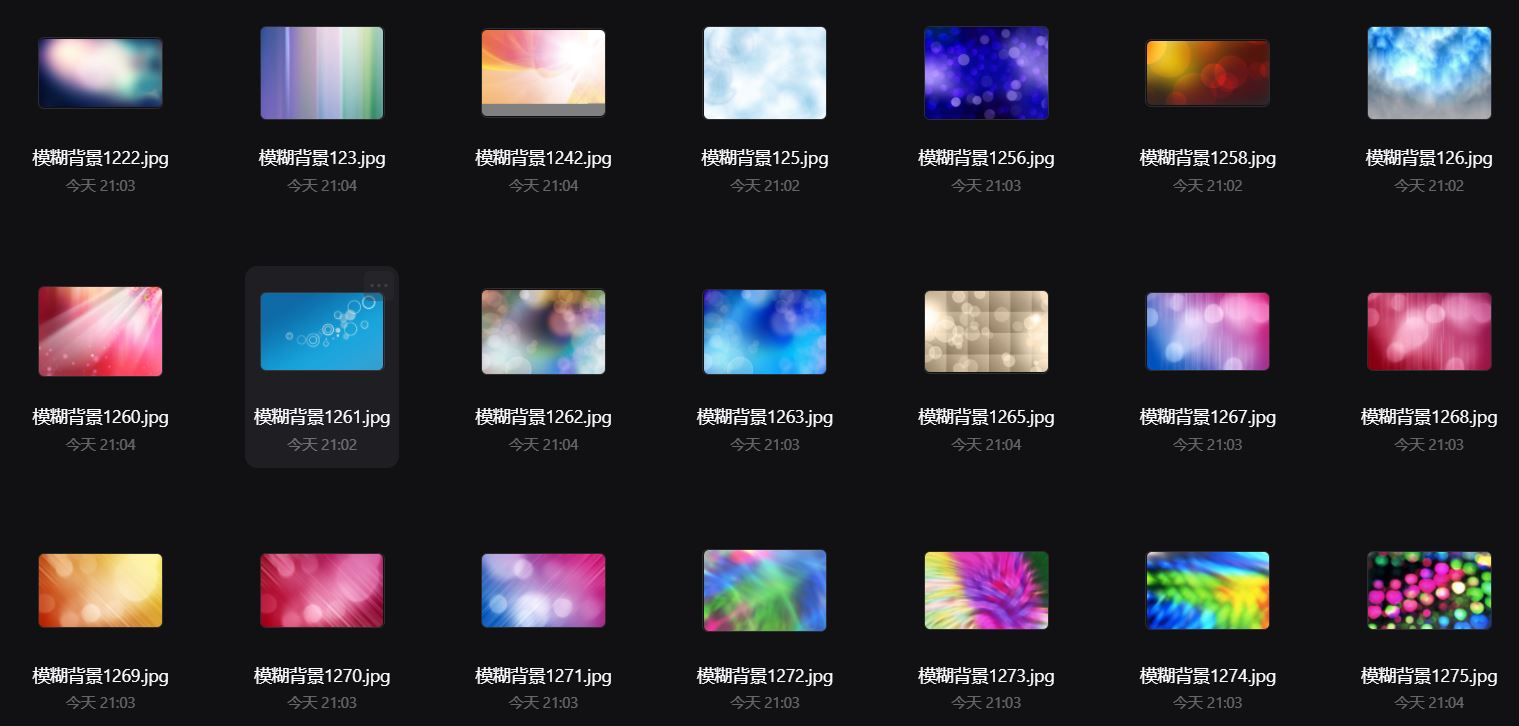 模糊背景1222.jpg 模糊背景123.jpg 模糊背景1242.jpg 模糊背景125.jpg 模糊背景1256.jpg 模糊背景1258.jpg 模糊背景126.jpg
今天 21:03 今天 21:04 今天 21:04 今天 21:02 今天 21:03 今天 21:02 今天 21:02
模糊背景1260.jpg 模糊背景1261.jpg 模糊背景1262.jpg 模糊背景1263.jpg 模糊背景1265.jpg 模糊背景1267.jpg 模糊背景1268.jpg
今天 21:04 今天 21:02 今天 21:04 今天 21:03 今天 21:04 今天 21:03 今天 21:03
模糊背景1269.jpg 模糊背景1270.jpg 模糊背景1271.jpg 模糊背景1272.jpg 模糊背景1273.jpg 模糊背景1274.jpg 模糊背景1275.jpg
今天 21:03 今天 21:03 今天 21:03 今天 21:03 今天 21:03 今天 21:03 今天 21:04